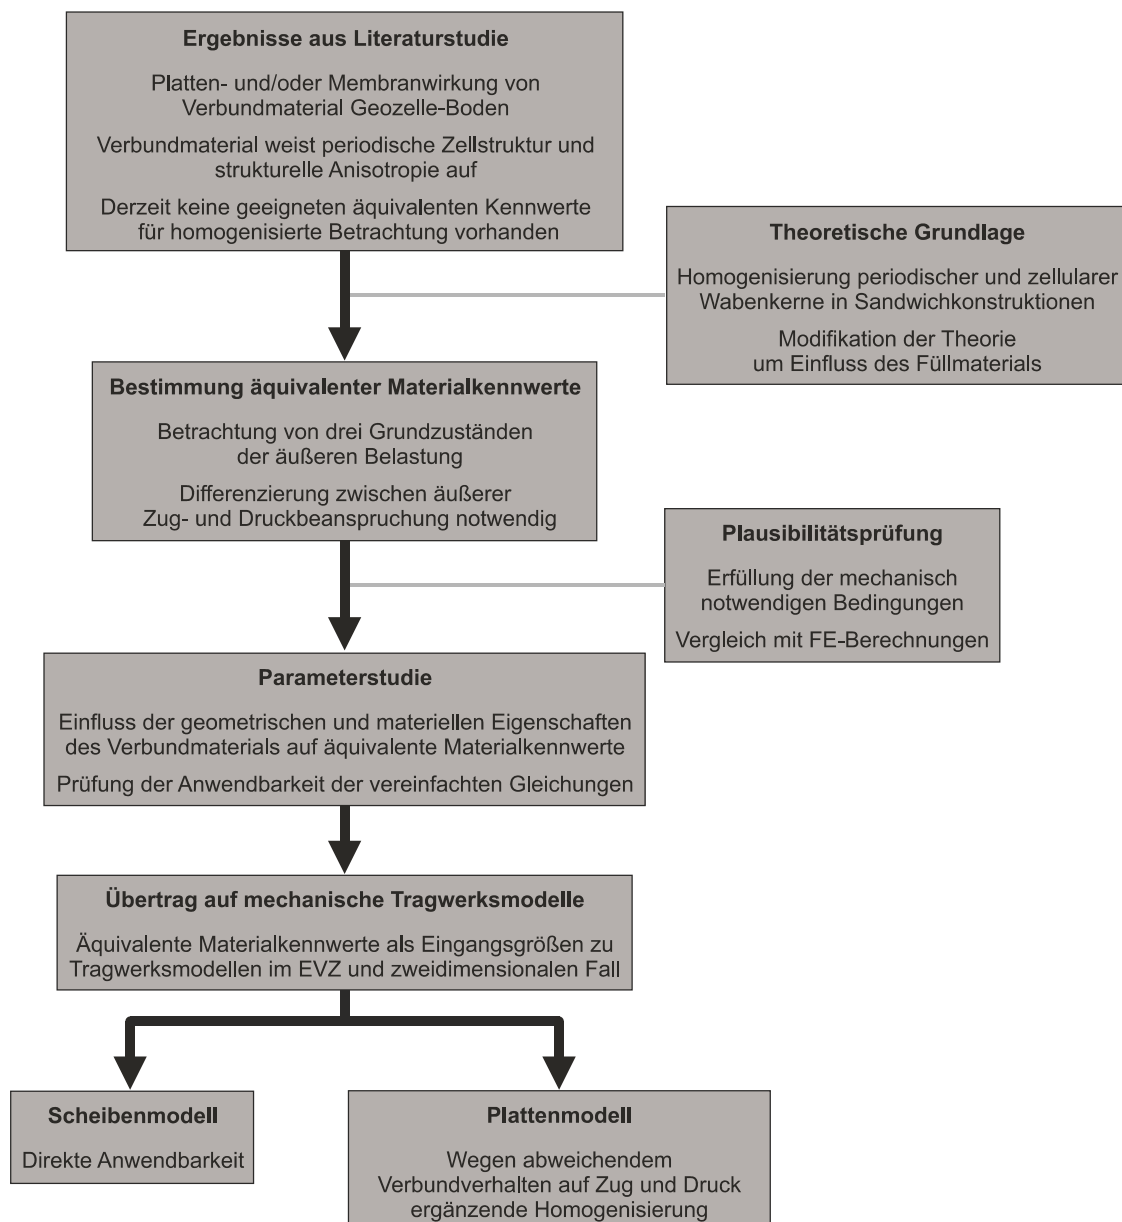 Ergebnisse aus Literaturstudie
Platten- und/oder Membranwirkung von
Verbundmaterial Geozelle-Boden
Verbundmaterial weist periodische Zellstruktur und
strukturelle Anisotropie auf
Derzeit keine geeigneten äquivalenten Kennwerte
für homogenisierte Betrachtung vorhanden
Theoretische Grundlage
Homogenisierung periodischer und zellularer
Wabenkerne in Sandwichkonstruktionen
Modifikation der Theorie
um Einfluss des Füllmaterials
Bestimmung äquivalenter Materialkennwerte
Betrachtung von drei Grundzuständen
der äußeren Belastung
Differenzierung zwischen äußerer
Zug- und Druckbeanspruchung notwendig
Plausibilitätsprüfung
Erfüllung der mechanisch
notwendigen Bedingungen
Vergleich mit FE-Berechnungen
Parameterstudie
Einfluss der geometrischen und materiellen Eigenschaften
des Verbundmaterials auf äquivalente Materialkennwerte
Prüfung der Anwendbarkeit der vereinfachten Gleichungen
Übertrag auf mechanische Tragwerksmodelle
Äquivalente Materialkennwerte als Eingangsgrößen zu
Tragwerksmodellen im EVZ und zweidimensionalen Fall
Scheibenmodell
Direkte Anwendbarkeit
Plattenmodell
Wegen abweichendem
Verbundverhalten auf Zug und Druck
ergänzende Homogenisierung